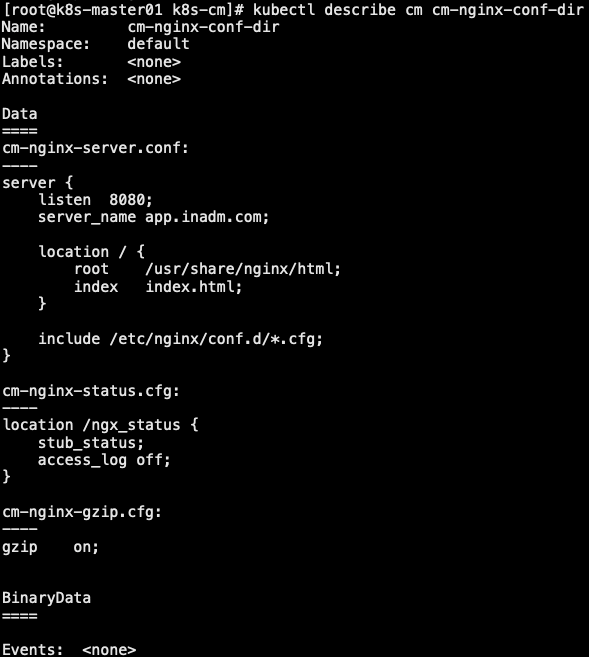 [root@k8s-master01 k8s-cm]# kubectl describe cm cm-nginx-conf-dir
Name:         cm-nginx-conf-dir
Namespace:    default
Labels:       <none>
Annotations:  <none>

Data
====
cm-nginx-server.conf:
----
server {
    listen  8080;
    server_name app.inadm.com;

    location / {
        root    /usr/share/nginx/html;
        index   index.html;
    }

    include /etc/nginx/conf.d/*.cfg;
}

cm-nginx-status.cfg:
----
location /ngx_status {
    stub_status;
    access_log off;
}

cm-nginx-gzip.cfg:
----
gzip    on;


BinaryData
====

Events:  <none>